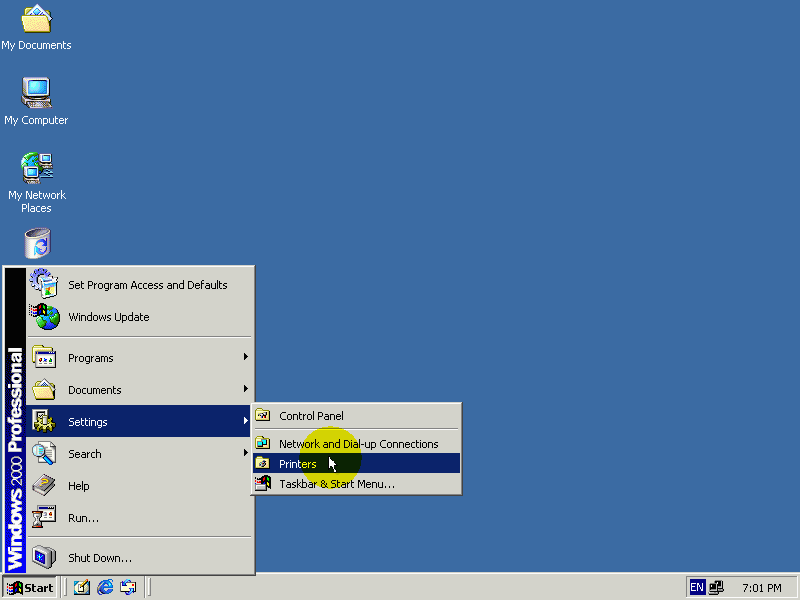 My Documents
My Computer
My Network
Places
Set Program Access and Defaults
Windows Update
Programs
Documents
Settings
Search
Help
Run...
Shut Down...
Windows 2000 Professional
Control Panel
Network and Dial-up Connections
Printers
Taskbar & Start Menu...
Start
EN
7:01 PM